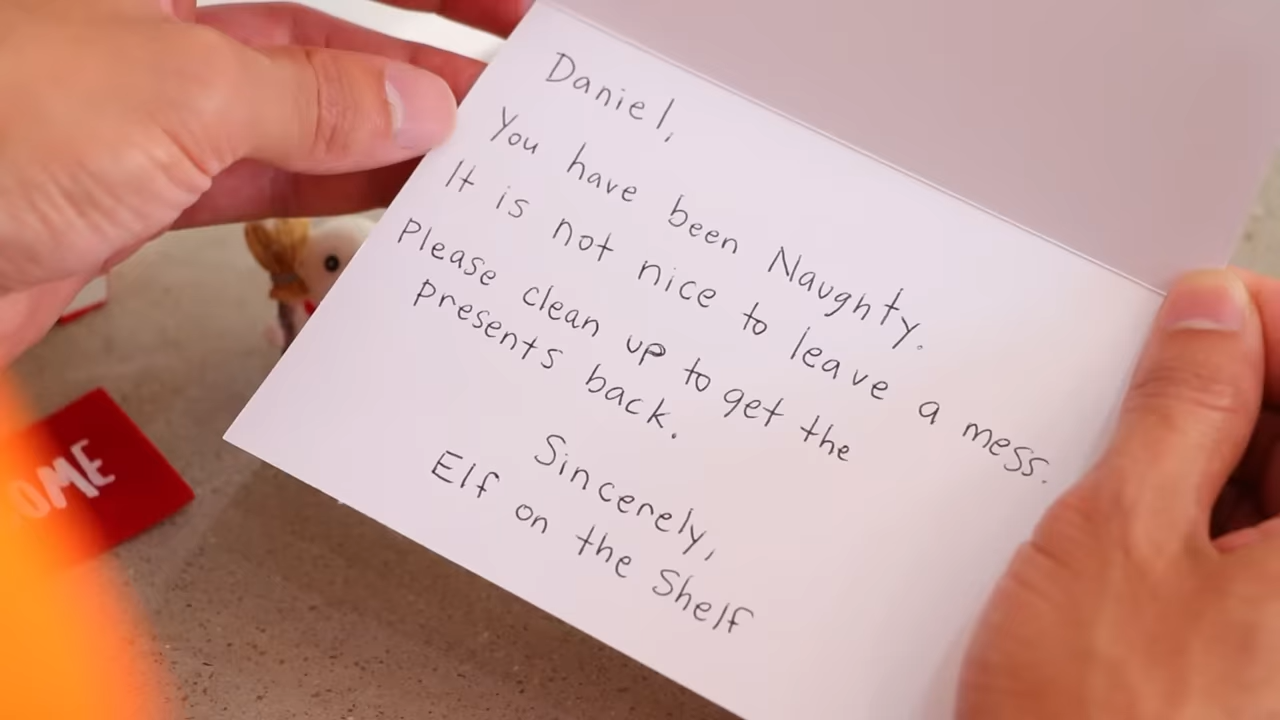 Daniel,
You have been Naughty.
It is not nice to leave a mess.
Please clean up to get the
presents back.
Sincerely,
Elf on the Shelf
OME